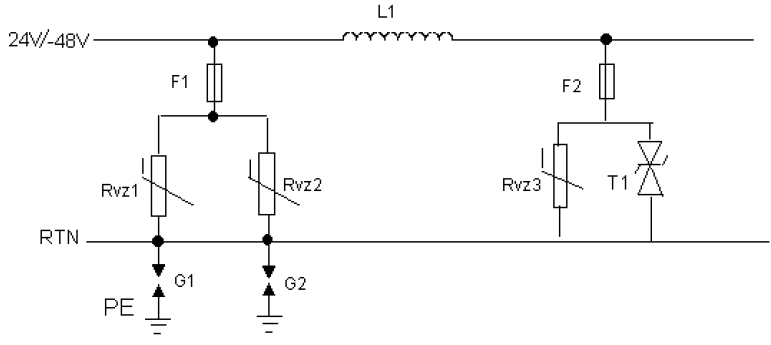 L1
24V/-48V
F1
F2
Rvz1
Rvz2
Rvz3
T1
RTN
G1
G2
PE